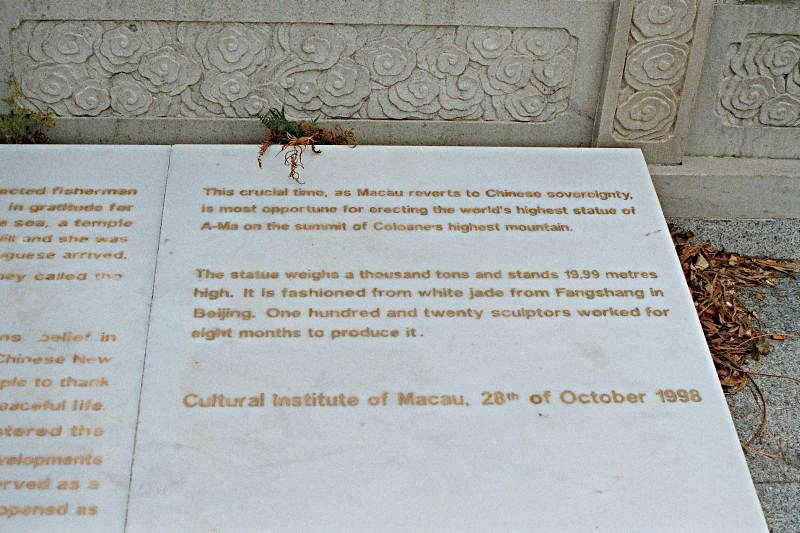 ected fisherman
in gratitude for
e sea, a temple
ill and she was
uguese arrived,
ney called the
ns belief in
Chinese New
ple to thank
eaceful life.
stered the
velopments
erved as a
opened as
This crucial time, as Macau reverts to Chinese sovereignty,
is most opportune for erecting the world's highest statue of
A-Ma on the summit of Coloane's highest mountain.
The statue weighs a thousand tons and stands 19.99 metres
high. It is fashioned from white jade from Fangshang in
Beijing. One hundred and twenty sculptors worked for
eight months to produce it.
Cultural Institute of Macau, 28th of October 1998